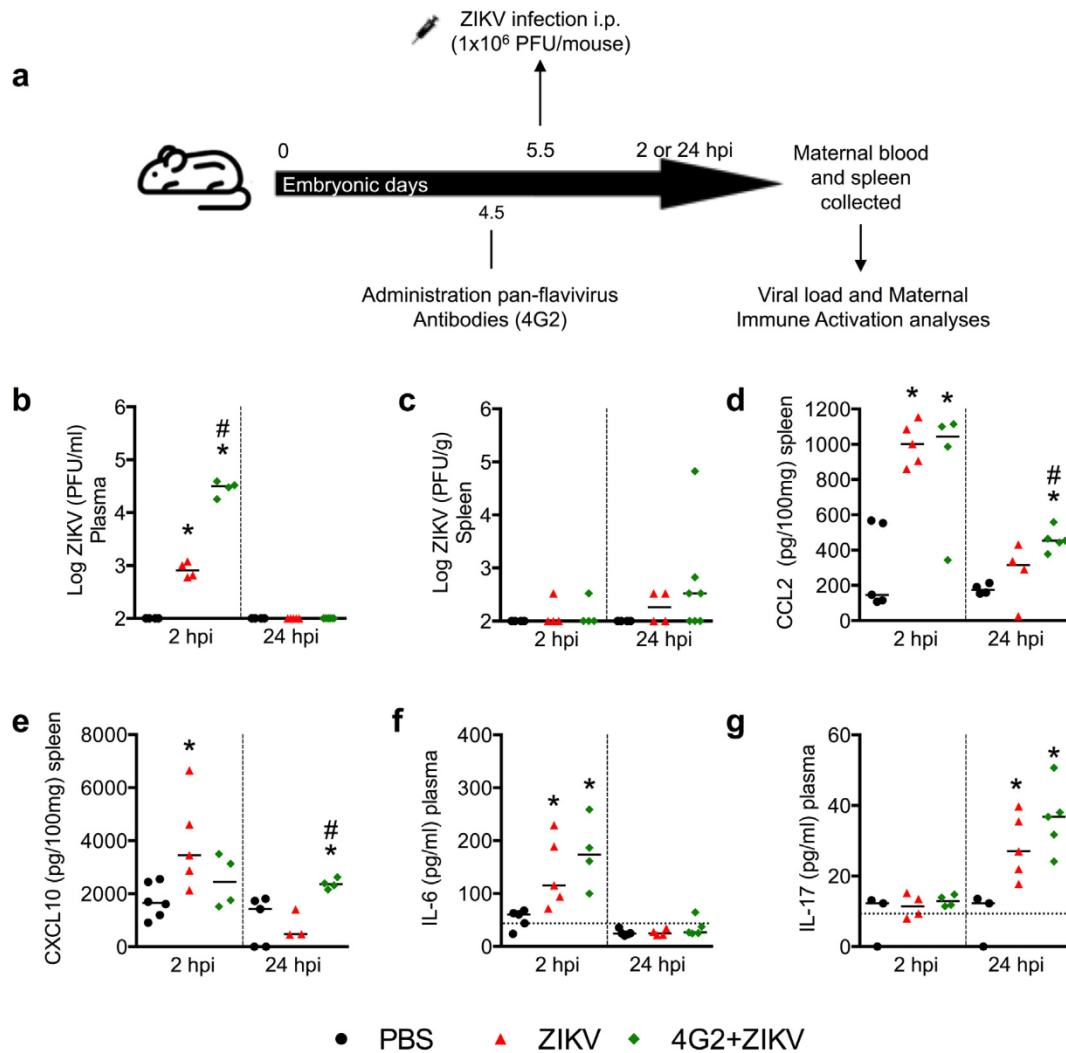 a
ZIKV infection i.p.
(1x10⁶ PFU/mouse)
0
5.5
2 or 24 hpi
Embryonic days
4.5
Maternal blood
and spleen
collected
Administration pan-flavivirus
Antibodies (4G2)
Viral load and Maternal
Immune Activation analyses
b
Log ZIKV (PFU/ml)
Plasma
6
5
4
3
2
*
#
*
2 hpi
24 hpi
c
Log ZIKV (PFU/g)
Spleen
6
5
4
3
2
2 hpi
24 hpi
d
CCL2 (pg/100mg) spleen
1200
1000
800
600
400
200
0
*
*
#
*
2 hpi
24 hpi
e
CXCL10 (pg/100mg) spleen
8000
6000
4000
2000
0
*
#
*
2 hpi
24 hpi
f
IL-6 (pg/ml) plasma
400
300
200
100
0
*
*
2 hpi
24 hpi
g
IL-17 (pg/ml) plasma
60
40
20
0
*
*
2 hpi
24 hpi
PBS
ZIKV
4G2+ZIKV